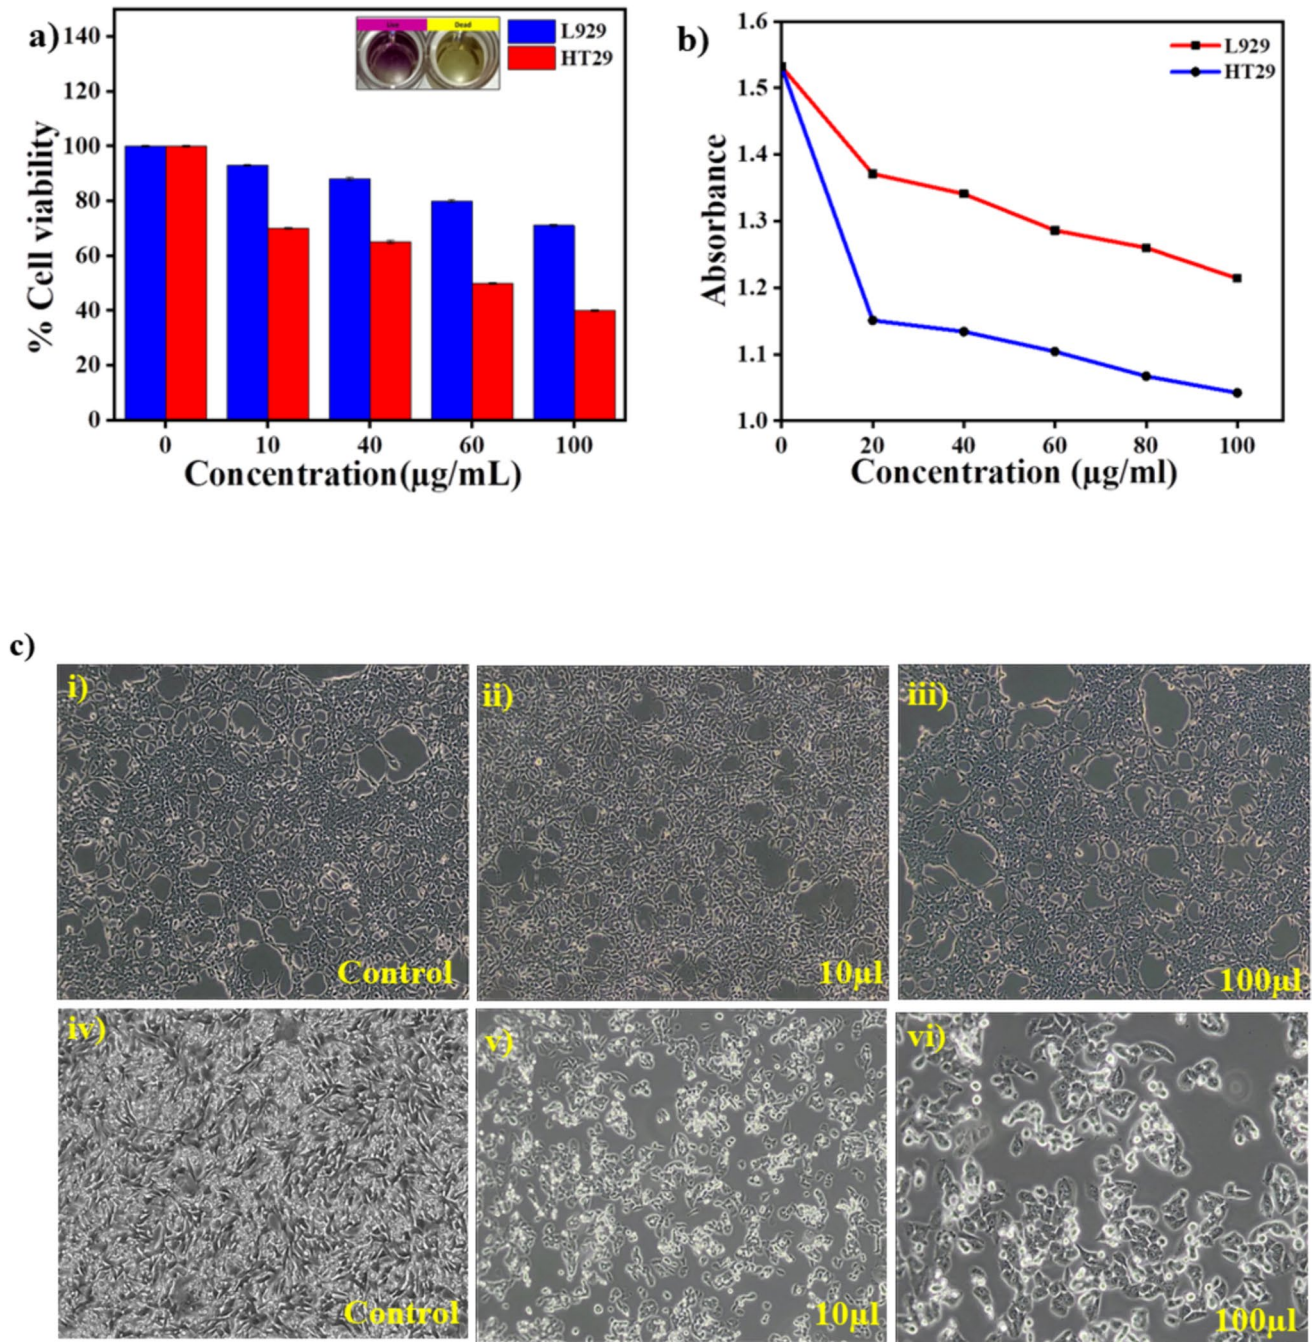 a)
140
120
100
80
60
40
20
0
% Cell viability
Live Dead
L929
HT29
0 10 40 60 100
Concentration(μg/mL)
b)
1.6
1.5
1.4
1.3
1.2
1.1
1.0
Absorbance
L929
HT29
0 20 40 60 80 100
Concentration (μg/ml)
c)
i)
Control
ii)
10μl
iii)
100μl
iv)
Control
v)
10μl
vi)
100μl